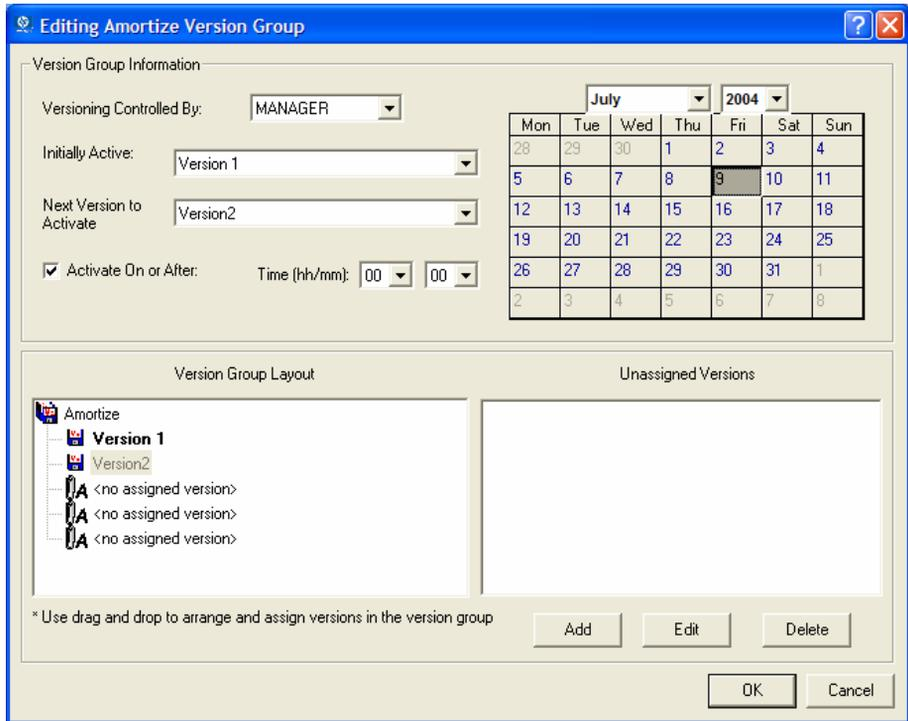 Editing Amortize Version Group
Version Group Information
Versioning Controlled By: MANAGER
Initially Active: Version 1
Next Version to
Activate
Version2
Activate On or After: Time (hh/mm): 00 00
July 2004
Mon Tue Wed Thu Fri Sat Sun
28 29 30 1 2 3 4
5 6 7 8 9 10 11
12 13 14 15 16 17 18
19 20 21 22 23 24 25
26 27 28 29 30 31 1
2 3 4 5 6 7 8
Version Group Layout
Amortize
Version 1
Version2
A <no assigned version>
A <no assigned version>
A <no assigned version>
Unassigned Versions
* Use drag and drop to arrange and assign versions in the version group
Add Edit Delete
OK Cancel